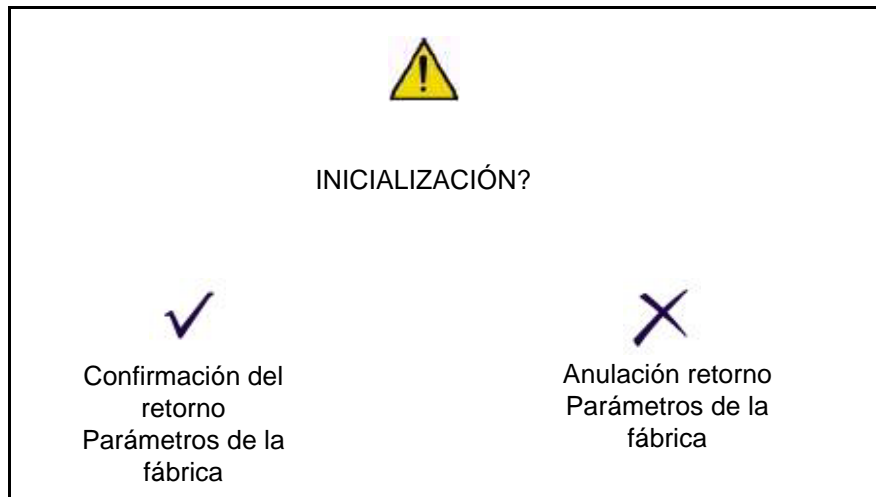 INICIALIZACIÓN?
Confirmación del
retorno
Parámetros de la
fábrica
Anulación retorno
Parámetros de la
fábrica